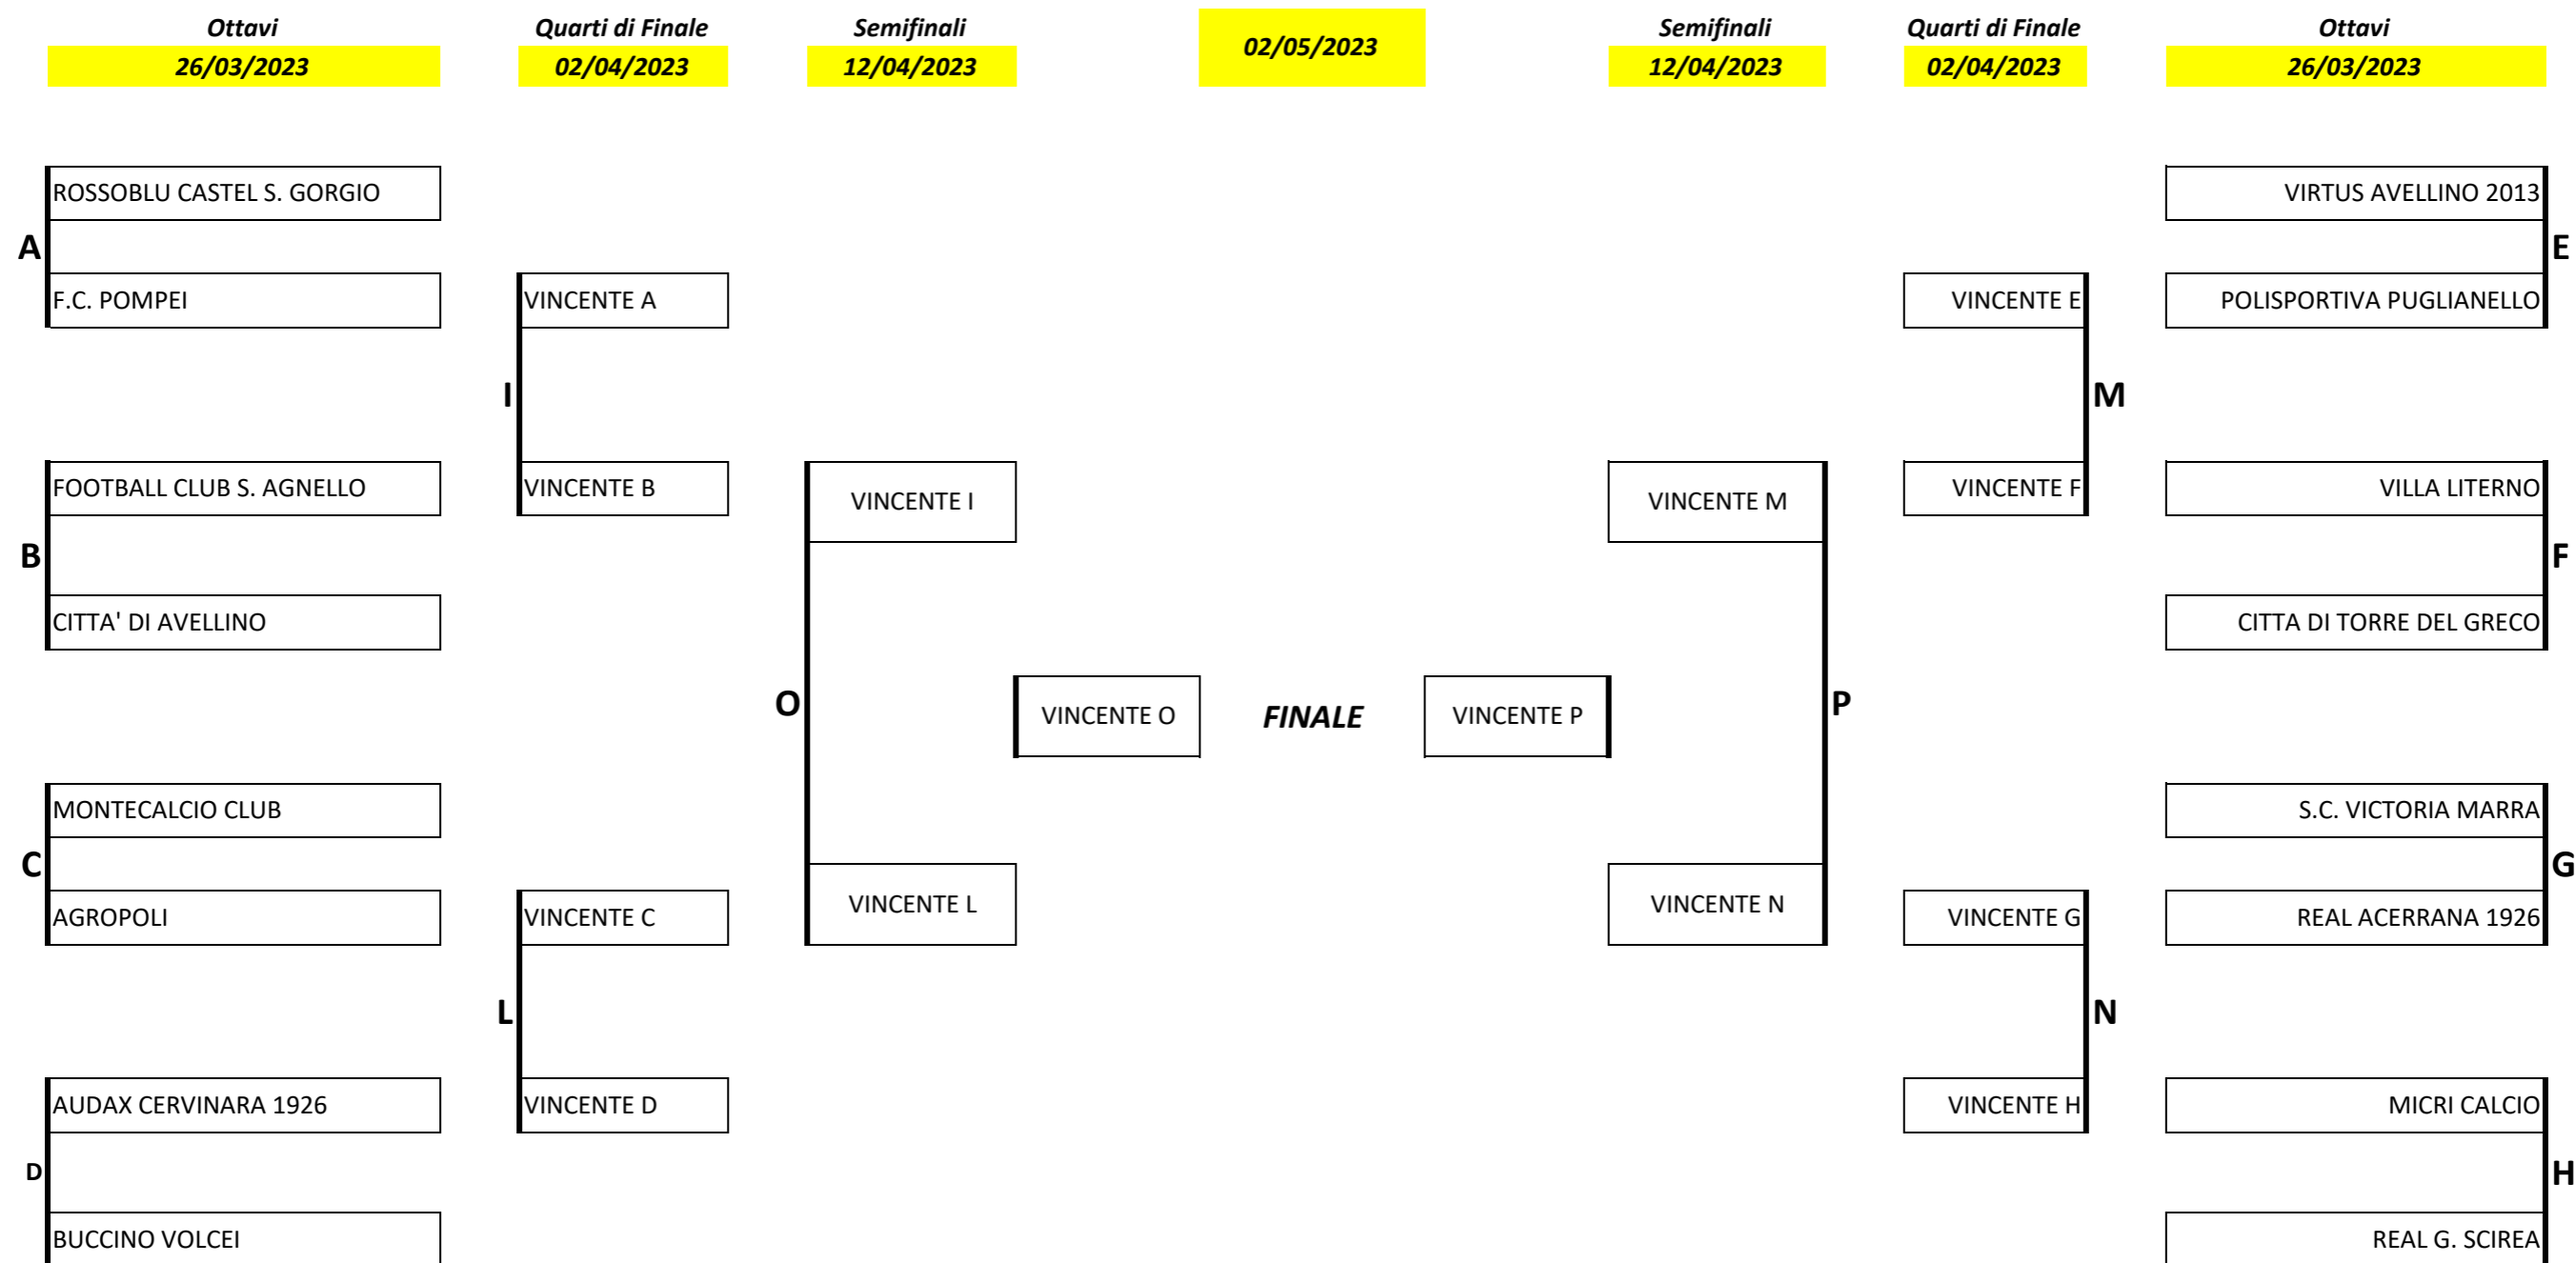 Ottavi Quarti di Finale Semifinali 02/05/2023 Semifinali Quarti di Finale Ottavi
26/03/2023 02/04/2023 12/04/2023 12/04/2023 02/04/2023 26/03/2023
ROSSOBLU CASTEL S. GORGIO VIRTUS AVELLINO 2013
A E
F.C. POMPEI VINCENTE A VINCENTE E POLISPORTIVA PUGLIANELLO
I M
FOOTBALL CLUB S. AGNELLO VINCENTE B VINCENTE I VINCENTE M VINCENTE F VILLA LITERNO
B F
CITTA' DI AVELLINO CITTA DI TORRE DEL GRECO
O VINCENTE O FINALE VINCENTE P P
MONTECALCIO CLUB S.C. VICTORIA MARRA
C G
AGROPOLI VINCENTE C VINCENTE L VINCENTE N VINCENTE G REAL ACERRANA 1926
L N
AUDAX CERVINARA 1926 VINCENTE D VINCENTE H MICRI CALCIO
D H
BUCCINO VOLCEI REAL G. SCIREA